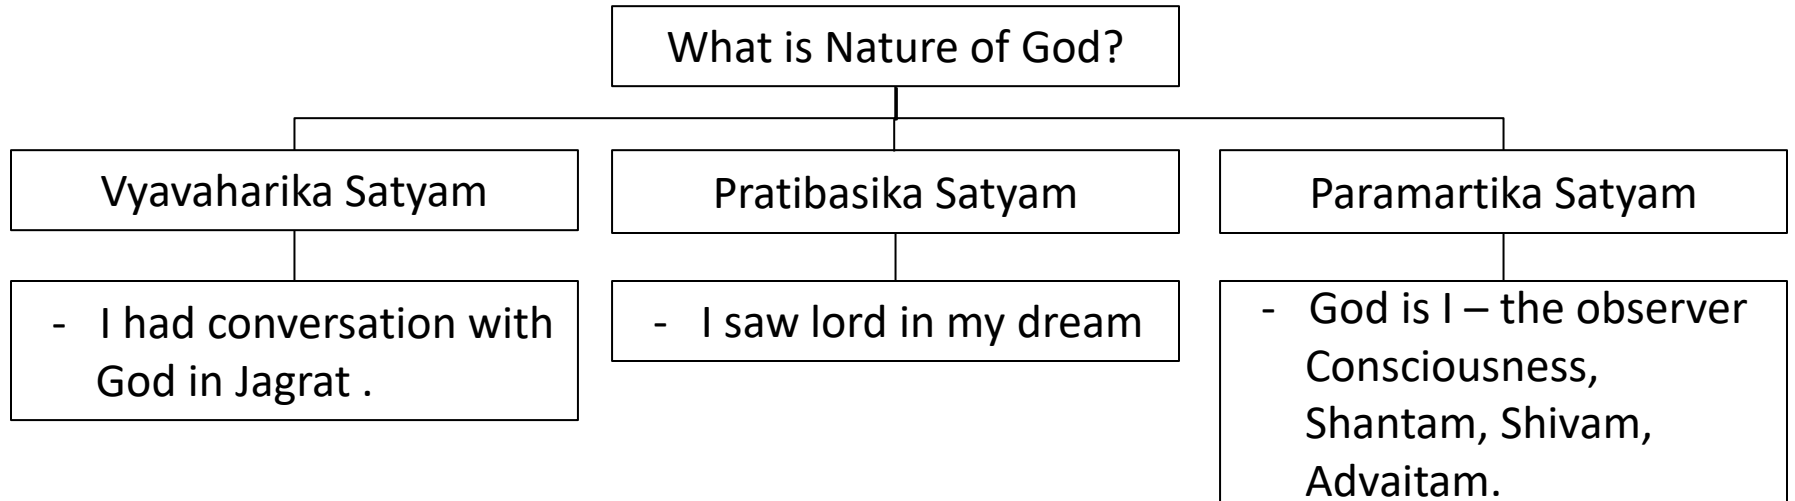 What is Nature of God?
Vyavaharika Satyam
Pratibasika Satyam
Paramartika Satyam
- I had conversation with
God in Jagrat .
- I saw lord in my dream
- God is I – the observer
Consciousness,
Shantam, Shivam,
Advaitam.